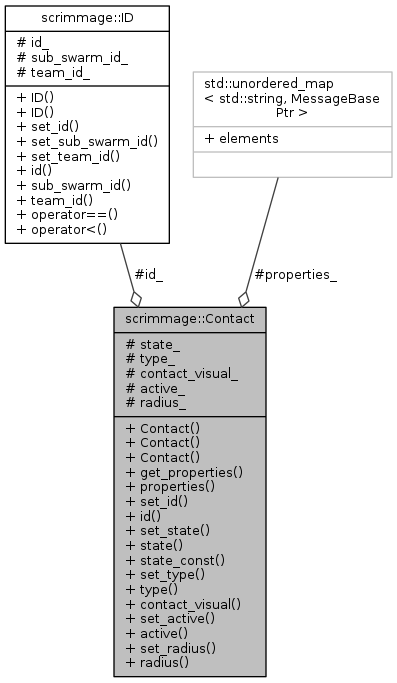 scrimmage::ID
# id_
# sub_swarm_id_
# team_id_
+ ID()
+ ID()
+ set_id()
+ set_sub_swarm_id()
+ set_team_id()
+ id()
+ sub_swarm_id()
+ team_id()
+ operator==()
+ operator<()
std::unordered_map
< std::string, MessageBase
Ptr >
+ elements
#id_
#properties_
scrimmage::Contact
# state_
# type_
# contact_visual_
# active_
# radius_
+ Contact()
+ Contact()
+ Contact()
+ get_properties()
+ properties()
+ set_id()
+ id()
+ set_state()
+ state()
+ state_const()
+ set_type()
+ type()
+ contact_visual()
+ set_active()
+ active()
+ set_radius()
+ radius()